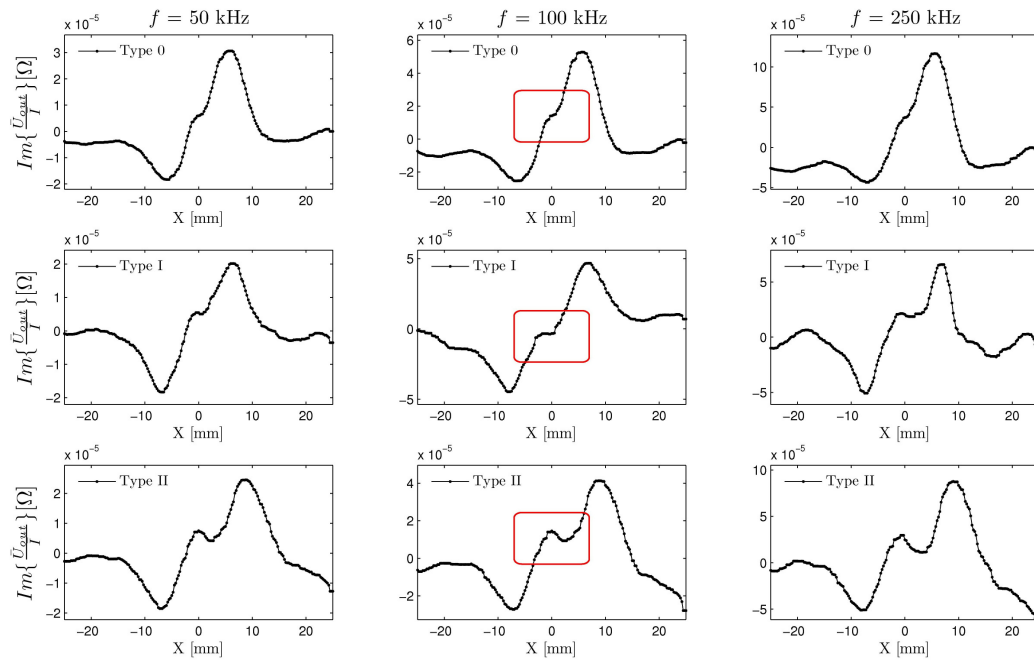 f = 50 kHz
f = 100 kHz
f = 250 kHz
x 10⁻⁵
Type 0
Im{Ū_out/I}[Ω]
3
2
1
0
−1
−2
−20 −10 0 10 20
X [mm]
x 10⁻⁵
Type 0
6
4
2
0
−2
−20 −10 0 10 20
X [mm]
x 10⁻⁵
Type 0
10
5
0
−5
−20 −10 0 10 20
X [mm]
x 10⁻⁵
Type I
Im{Ū_out/I}[Ω]
2
1
0
−1
−2
−20 −10 0 10 20
X [mm]
x 10⁻⁵
Type I
5
0
−5
−20 −10 0 10 20
X [mm]
x 10⁻⁵
Type I
5
0
−5
−20 −10 0 10 20
X [mm]
x 10⁻⁵
Type II
Im{Ū_out/I}[Ω]
2
1
0
−1
−2
−20 −10 0 10 20
X [mm]
x 10⁻⁵
Type II
4
2
0
−2
−20 −10 0 10 20
X [mm]
x 10⁻⁵
Type II
10
5
0
−5
−20 −10 0 10 20
X [mm]